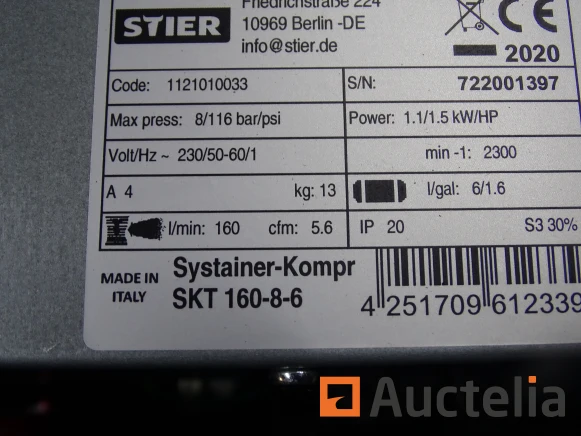 STIER
Friedrichstraße 224
10969 Berlin -DE
info@stier.de
CE
2020
Code: 1121010033
S/N: 722001397
Max press: 8/116 bar/psi
Power: 1.1/1.5 kW/HP
Volt/Hz ~ 230/50-60/1
min -1: 2300
A 4 kg: 13
l/gal: 6/1.6
l/min: 160 cfm: 5.6
IP 20 S3 30%
MADE IN
ITALY
Systainer-Kompr
SKT 160-8-6
4 251709 612339
Auctelia